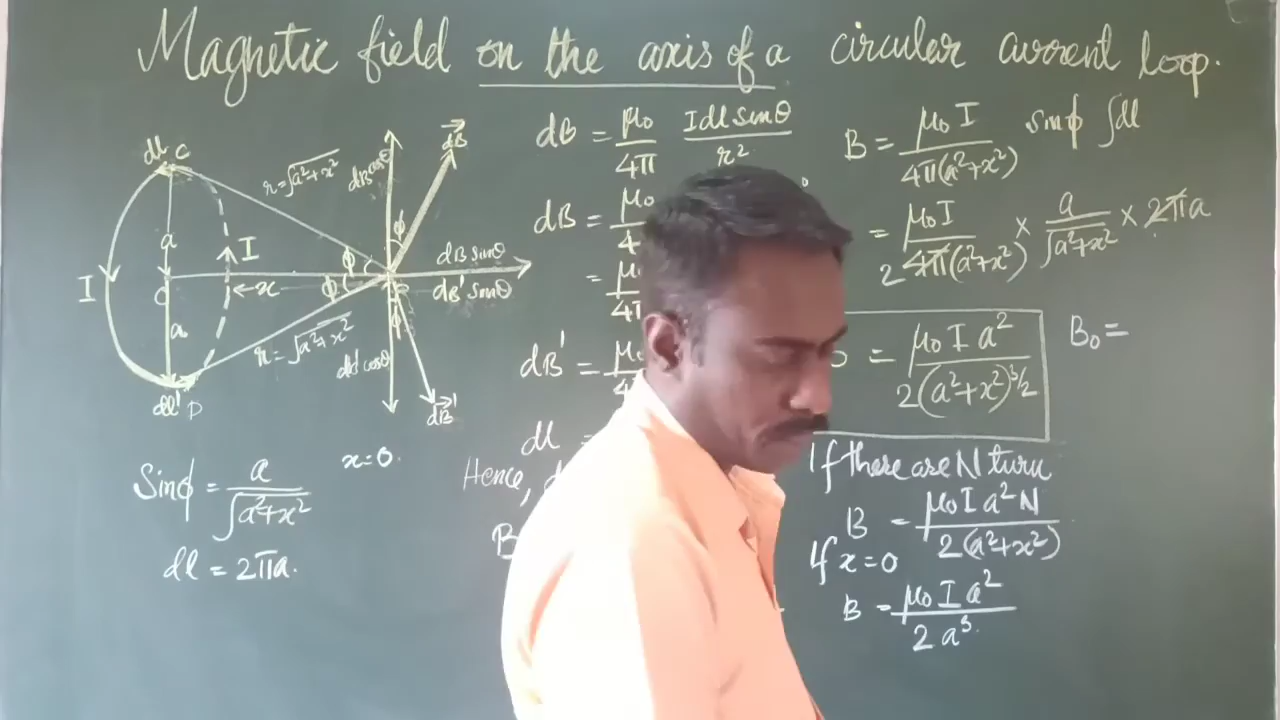 Magnetic field on the axis of a circular current loop.
dl C
r=√a²+x²
dB cosθ
dB⃗
ϕ
a
I
ϕ
dB sinθ
I
O
x
ϕ
dB' sinθ
a
r=√a²+x²
ϕ
dB' cosθ
dl' D
dB⃗'
Sinϕ = a / √a²+x²
x=0.
dl = 2πa.
dB = μ₀/4π Idl sinθ / r²
dB = μ₀
= μ₀
dB' = μ₀
dl =
Hence,
B
B = μ₀ I / 4π(a²+x²) sinϕ ∫dl
= μ₀ I / 2 4π(a²+x²) × a / √a²+x² × 2πa
= μ₀ I a² / 2(a²+x²)^3/2
B₀=
If there are N turn
B = μ₀ I a² N / 2(a²+x²)
If x=0
B = μ₀ I a² / 2a³.